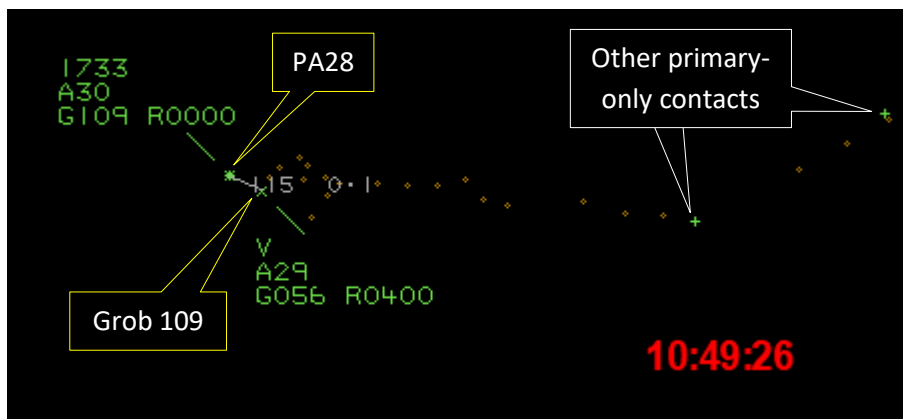 PA28
Other primary-
only contacts
1733
A30
G109 R0000
115 0.1
V
A29
G056 R0400
Grob 109
10:49:26